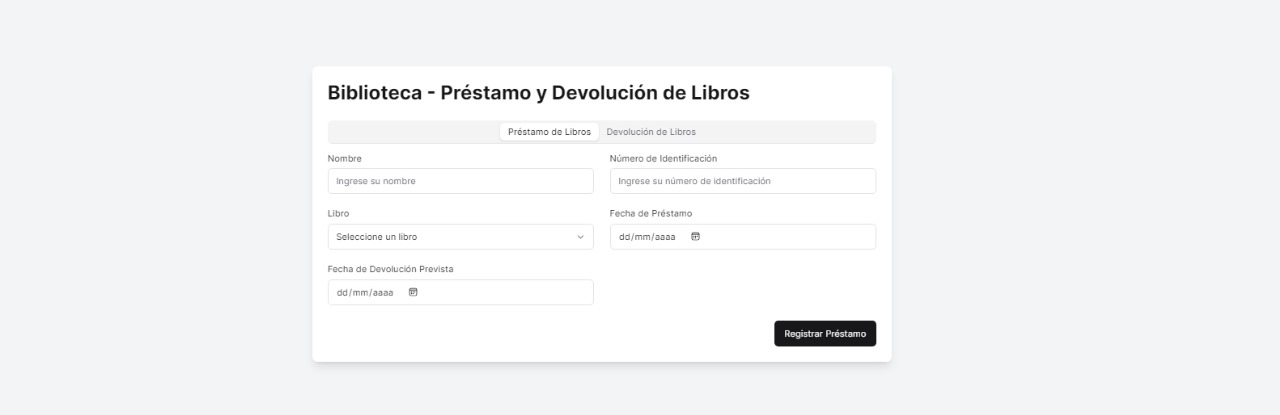 Biblioteca - Préstamo y Devolución de Libros
Préstamo de Libros Devolución de Libros
Nombre Número de Identificación
Ingrese su nombre Ingrese su número de identificación
Libro Fecha de Préstamo
Seleccione un libro dd/mm/aaaa
Fecha de Devolución Prevista
dd/mm/aaaa
Registrar Préstamo